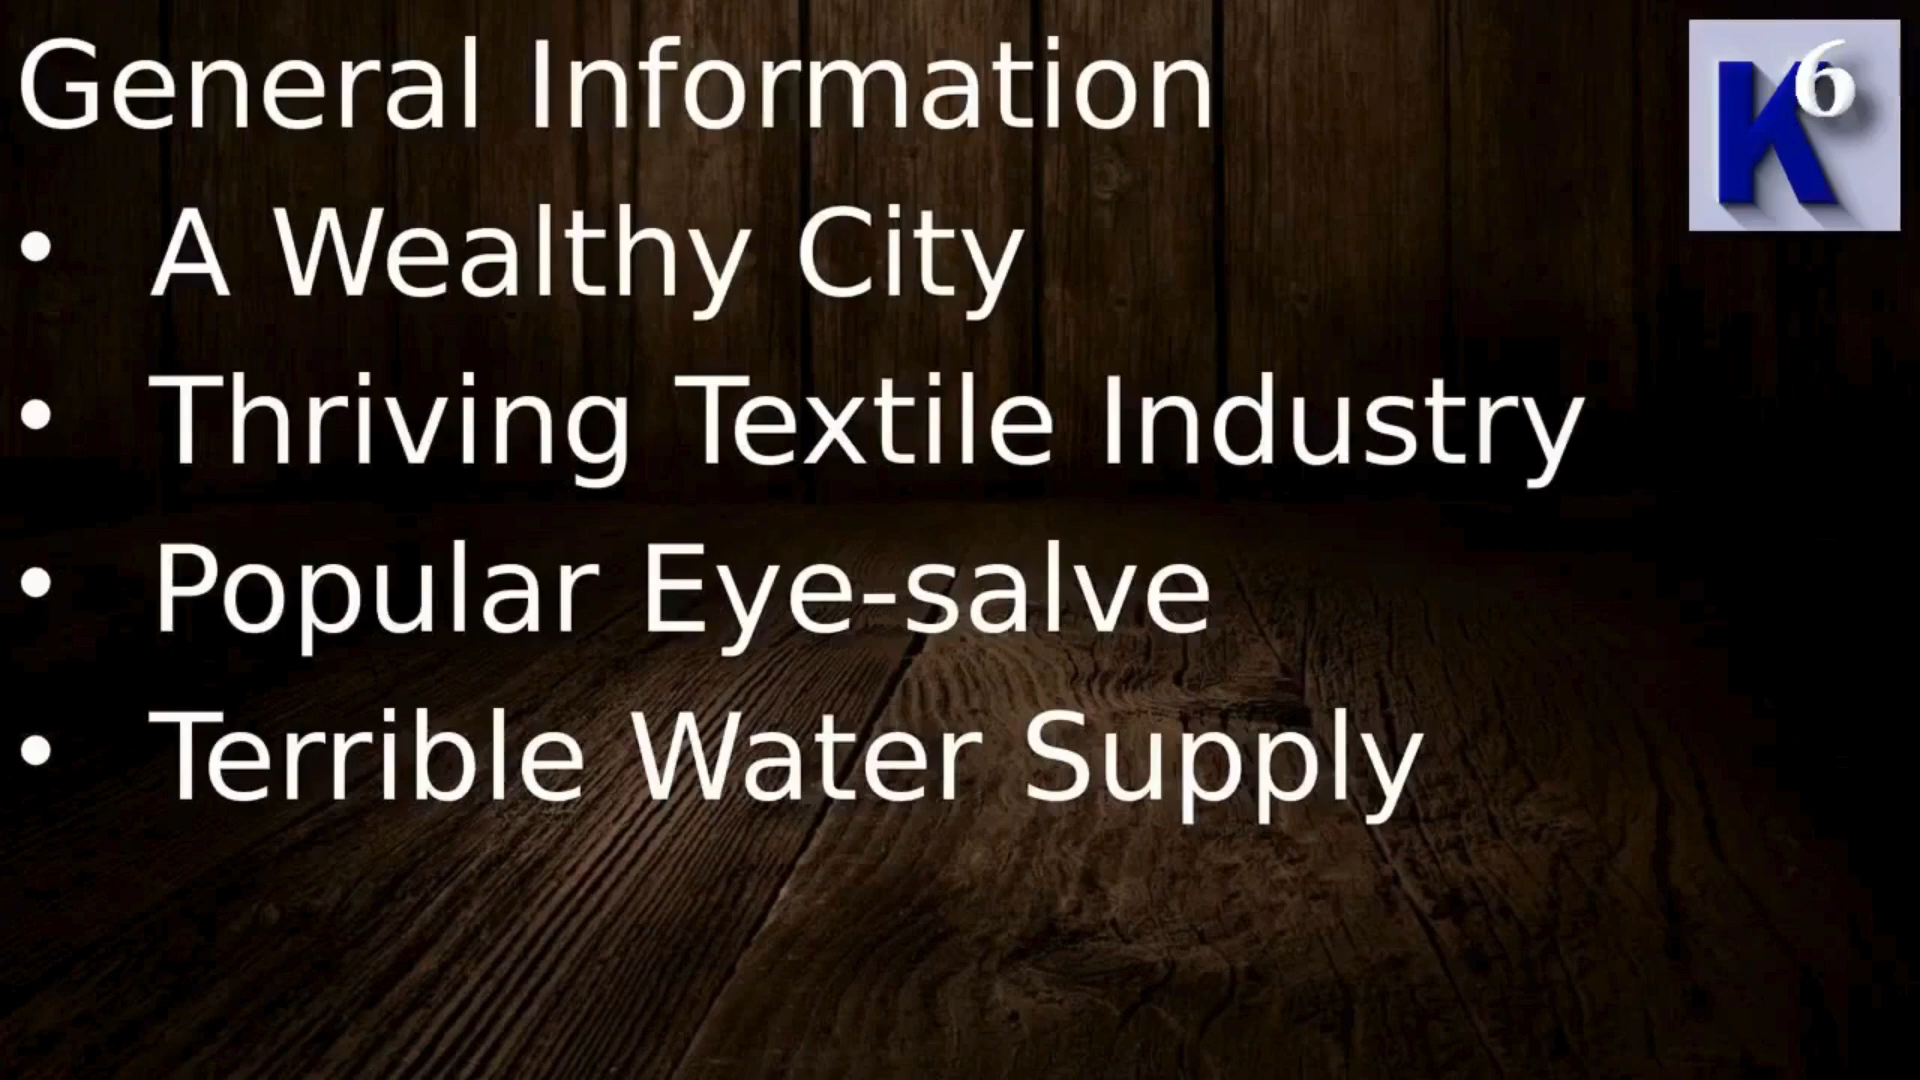 General Information
K6
• A Wealthy City
• Thriving Textile Industry
• Popular Eye-salve
• Terrible Water Supply